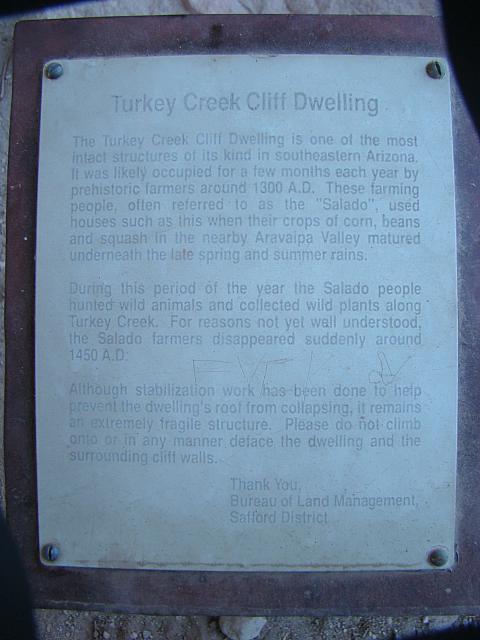 Turkey Creek Cliff Dwelling
The Turkey Creek Cliff Dwelling is one of the most
intact structures of its kind in southeastern Arizona.
It was likely occupied for a few months each year by
prehistoric farmers around 1300 A.D. These farming
people, often referred to as the "Salado", used
houses such as this when their crops of corn, beans
and squash in the nearby Aravaipa Valley matured
underneath the late spring and summer rains.
During this period of the year the Salado people
hunted wild animals and collected wild plants along
Turkey Creek. For reasons not yet well understood,
the Salado farmers disappeared suddenly around
1450 A.D.
Although stabilization work has been done to help
prevent the dwelling's roof from collapsing, it remains
an extremely fragile structure. Please do not climb
onto or in any manner deface the dwelling and the
surrounding cliff walls.
Thank You,
Bureau of Land Management,
Safford District